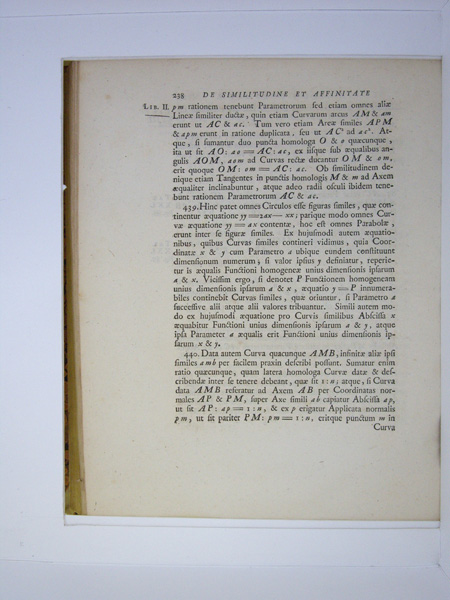 238 DE SIMILITUDINE ET AFFINITATE
LIB. II. pm rationem tenebunt Parametrorum sed etiam omnes aliæ
Lineæ similiter ductæ, quin etiam Curvarum arcus AM & am
erunt ut AC & ac. Tum vero etiam Areæ similes APM
& apm erunt in ratione duplicata, seu ut AC² ad ac². At-
que, si sumantur duo puncta homologa O & o quæcunque,
ita ut sit AO: ao = AC: ac, ex iisque sub æqualibus an-
gulis AOM, aom ad Curvas rectæ ducantur OM & om,
erit quoque OM: om = AC: ac. Ob similitudinem de-
nique etiam Tangentes in punctis homologis M & m ad Axem
æqualiter inclinabuntur, atque adeo radii osculi ibidem tene-
bunt rationem Parametrorum AC & ac.
439. Hinc patet omnes Circulos esse figuras similes, quæ con-
tinentur æquatione yy = 2ax — xx; parique modo omnes Cur-
væ æquatione yy = ax contentæ, hoc est omnes Parabolæ,
erunt inter se figuræ similes. Ex hujusmodi autem æquatio-
nibus, quibus Curvas similes contineri vidimus, quia Coor-
dinatæ x & y cum Parametro a ubique eundem constituunt
dimensionum numerum; si valor ipsius y definiatur, reperie-
tur is æqualis Functioni homogeneæ unius dimensionis ipsarum
a & x. Vicissim ergo, si denotet P Functionem homogeneam
unius dimensionis ipsarum a & x, æquatio y = P innumera-
biles continebit Curvas similes, quæ oriuntur, si Parametro a
successive alii atque alii valores tribuantur. Simili autem mo-
do ex hujusmodi æquatione pro Curvis similibus Abscissa x
æquabitur Functioni unius dimensionis ipsarum a & y, atque
ipsa Parameter a æqualis erit Functioni unius dimensionis ip-
sarum x & y.
440. Data autem Curva quacunque AMB, infinitæ aliæ ipsi
similes amb per facilem praxin describi possunt. Sumatur enim
ratio quæcunque, quam latera homologa Curvæ datæ & des-
cribendæ inter se tenere debeant, quæ sit 1: n; atque, si Curva
data AMB referatur ad Axem AB per Coordinatas nor-
males AP & PM, super Axe simili ab capiatur Abscissa ap,
ut sit AP: ap = 1: n, & ex p erigatur Applicata normalis
pm, ut sit pariter PM: pm = 1: n, eritque punctum m in
Curva